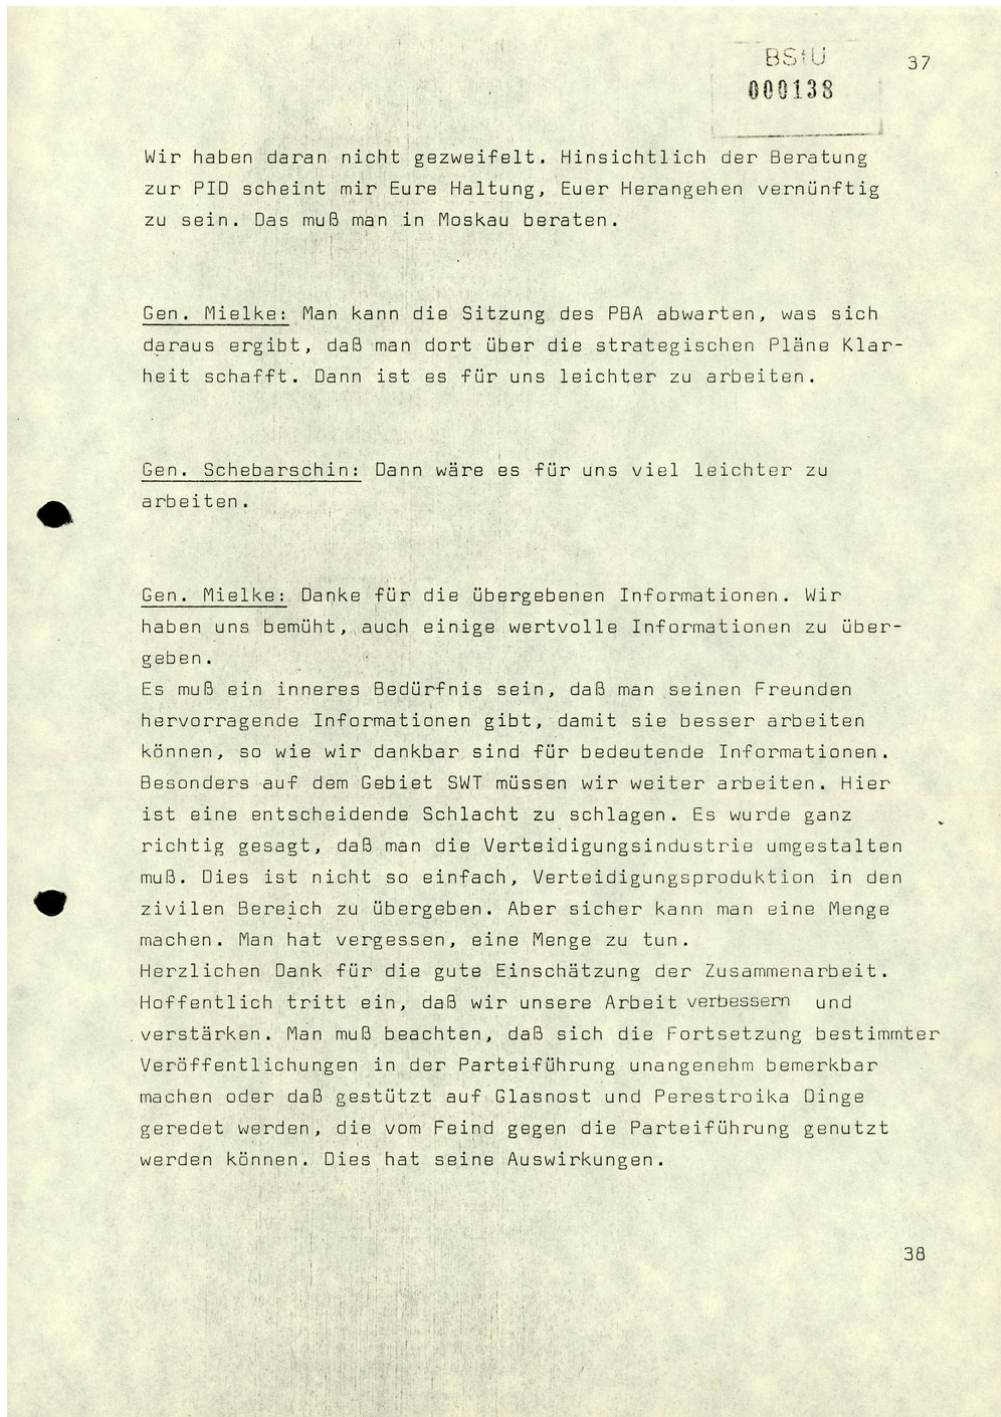 BStU
37
000138
Wir haben daran nicht gezweifelt. Hinsichtlich der Beratung
zur PID scheint mir Eure Haltung, Euer Herangehen vernünftig
zu sein. Das muß man in Moskau beraten.
Gen. Mielke: Man kann die Sitzung des PBA abwarten, was sich
daraus ergibt, daß man dort über die strategischen Pläne Klar-
heit schafft. Dann ist es für uns leichter zu arbeiten.
Gen. Schebarschin: Dann wäre es für uns viel leichter zu
arbeiten.
Gen. Mielke: Danke für die übergebenen Informationen. Wir
haben uns bemüht, auch einige wertvolle Informationen zu über-
geben.
Es muß ein inneres Bedürfnis sein, daß man seinen Freunden
hervorragende Informationen gibt, damit sie besser arbeiten
können, so wie wir dankbar sind für bedeutende Informationen.
Besonders auf dem Gebiet SWT müssen wir weiter arbeiten. Hier
ist eine entscheidende Schlacht zu schlagen. Es wurde ganz
richtig gesagt, daß man die Verteidigungsindustrie umgestalten
muß. Dies ist nicht so einfach, Verteidigungsproduktion in den
zivilen Bereich zu übergeben. Aber sicher kann man eine Menge
machen. Man hat vergessen, eine Menge zu tun.
Herzlichen Dank für die gute Einschätzung der Zusammenarbeit.
Hoffentlich tritt ein, daß wir unsere Arbeit verbessern und
verstärken. Man muß beachten, daß sich die Fortsetzung bestimmter
Veröffentlichungen in der Parteiführung unangenehm bemerkbar
machen oder daß gestützt auf Glasnost und Perestroika Dinge
geredet werden, die vom Feind gegen die Parteiführung genutzt
werden können. Dies hat seine Auswirkungen.
38